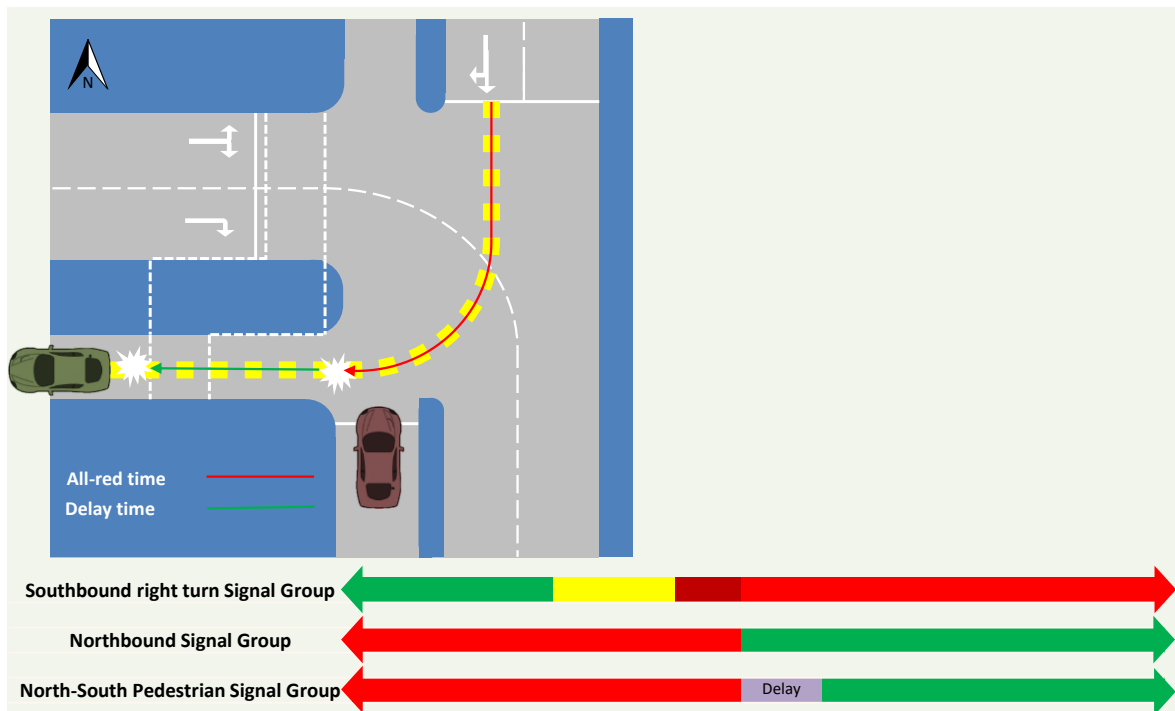 N
All-red time
Delay time
Southbound right turn Signal Group
Northbound Signal Group
North-South Pedestrian Signal Group
Delay